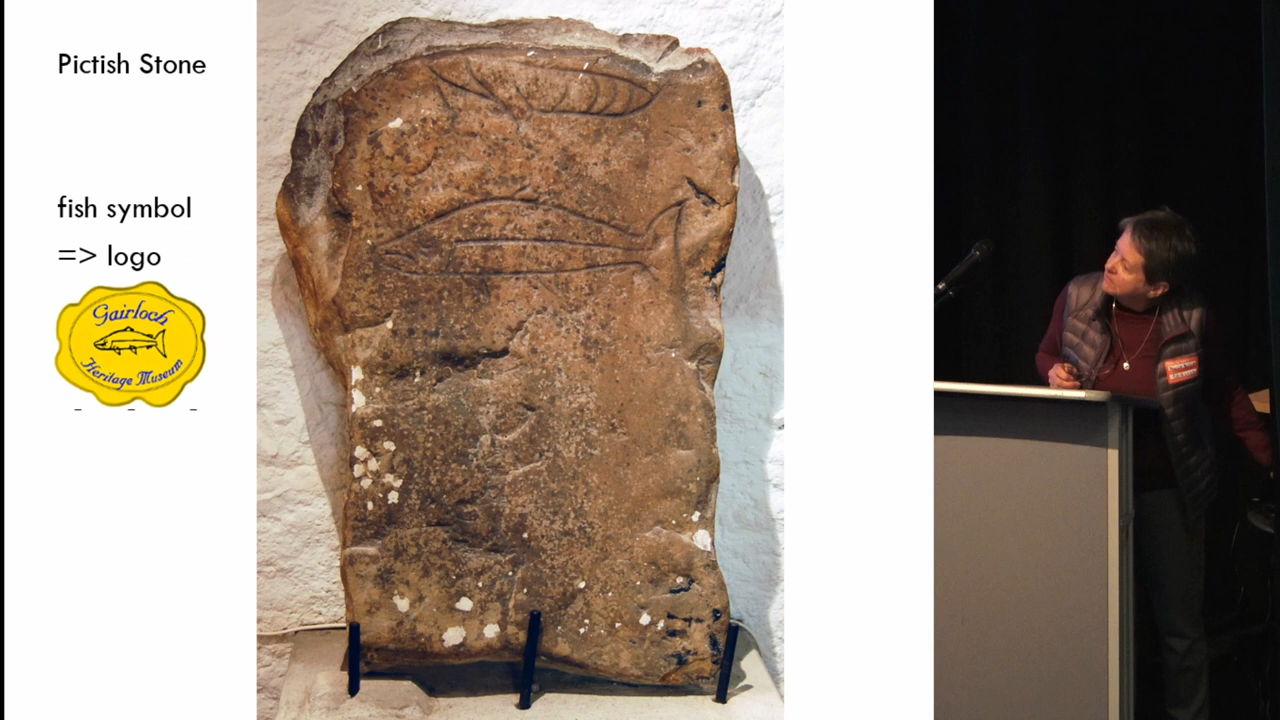 Pictish Stone
fish symbol
=> logo
Gairloch
Heritage Museum